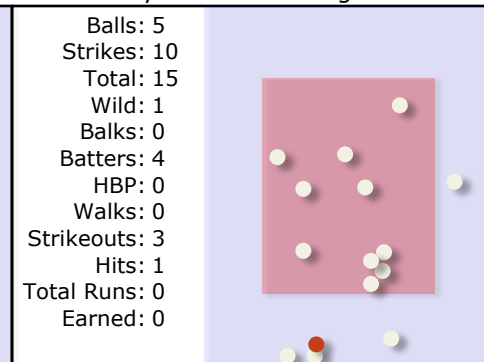 Balls: 5
Strikes: 10
Total: 15
Wild: 1
Balks: 0
Batters: 4
HBP: 0
Walks: 0
Strikeouts: 3
Hits: 1
Total Runs: 0
Earned: 0